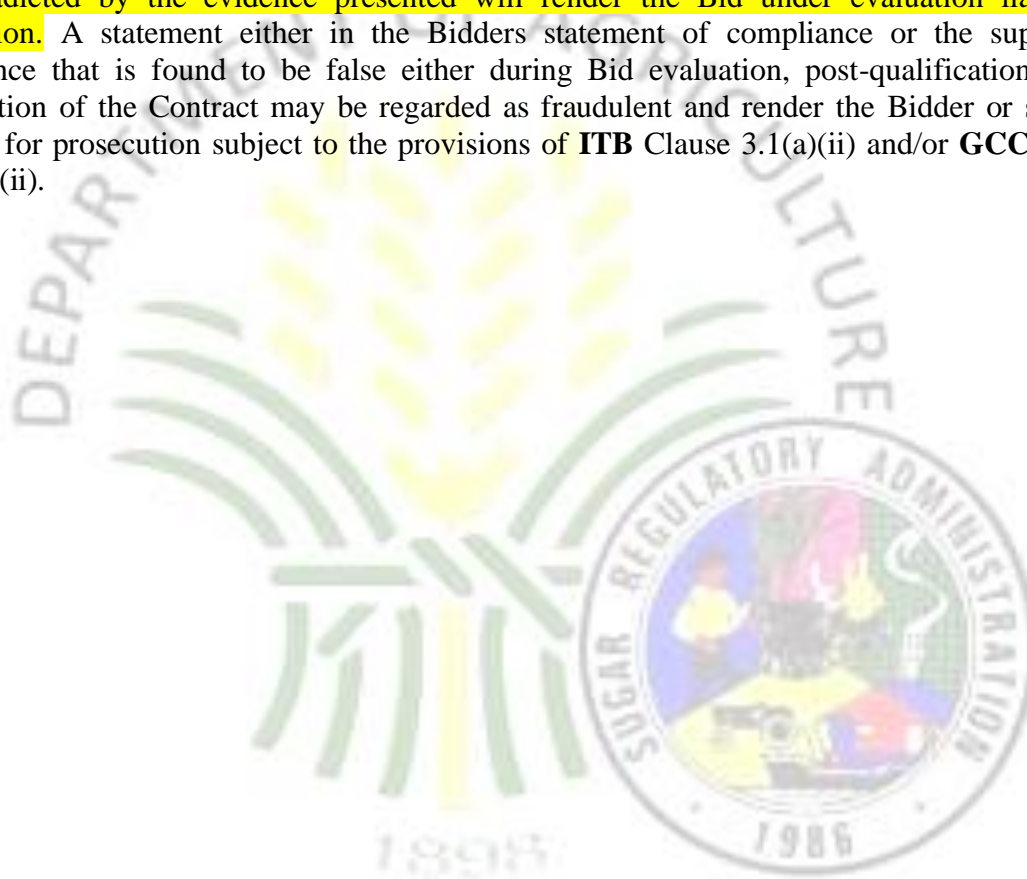 adicted by the evidence presented will render the Bid under evaluation
ion. A statement either in the Bidders statement of compliance or the sup
nce that is found to be false either during Bid evaluation, post-qualification
tion of the Contract may be regarded as fraudulent and render the Bidder or
for prosecution subject to the provisions of ITB Clause 3.1(a)(ii) and/or GCC
(ii).
DEPARTMENT OF AGRICULTURE
SUGAR REGULATORY ADMINISTRATION
1986
1898